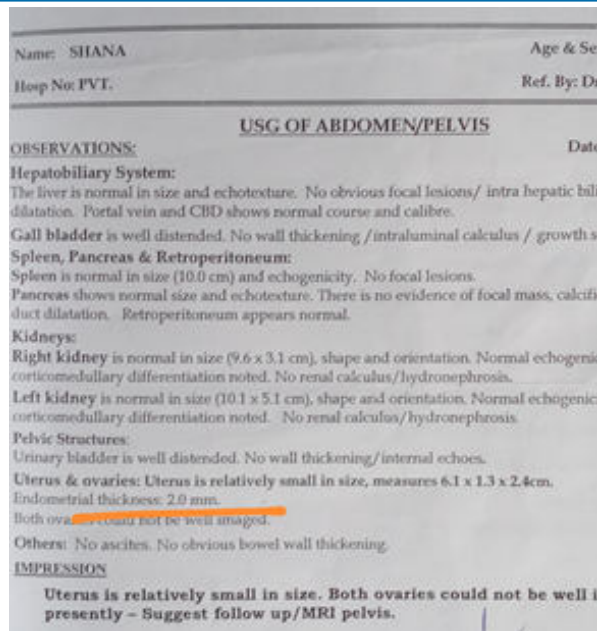 Name: SHANA Age & Se
Hosp No: PVT. Ref. By: D
USG OF ABDOMEN/PELVIS
OBSERVATIONS: Date
Hepatobiliary System:
The liver is normal in size and echotexture. No obvious focal lesions/ intra hepatic bili
dilatation. Portal vein and CBD shows normal course and calibre.
Gall bladder is well distended. No wall thickening /intraluminal calculus / growth s
Spleen, Pancreas & Retroperitoneum:
Spleen is normal in size (10.0 cm) and echogenicity. No focal lesions.
Pancreas shows normal size and echotexture. There is no evidence of focal mass, calcifi
duct dilatation. Retroperitoneum appears normal.
Kidneys:
Right kidney is normal in size (9.6 x 3.1 cm), shape and orientation. Normal echogenic
corticomedullary differentiation noted. No renal calculus/hydronephrosis.
Left kidney is normal in size (10.1 x 5.1 cm), shape and orientation. Normal echogenic
corticomedullary differentiation noted. No renal calculus/hydronephrosis.
Pelvic Structures:
Urinary bladder is well distended. No wall thickening/internal echoes.
Uterus & ovaries: Uterus is relatively small in size, measures 6.1 x 1.3 x 2.4cm.
Endometrial thickness: 2.0 mm.
Both could not be well imaged.
Others: No ascites. No obvious bowel wall thickening.
IMPRESSION
Uterus is relatively small in size. Both ovaries could not be well i
presently – Suggest follow up/MRI pelvis.